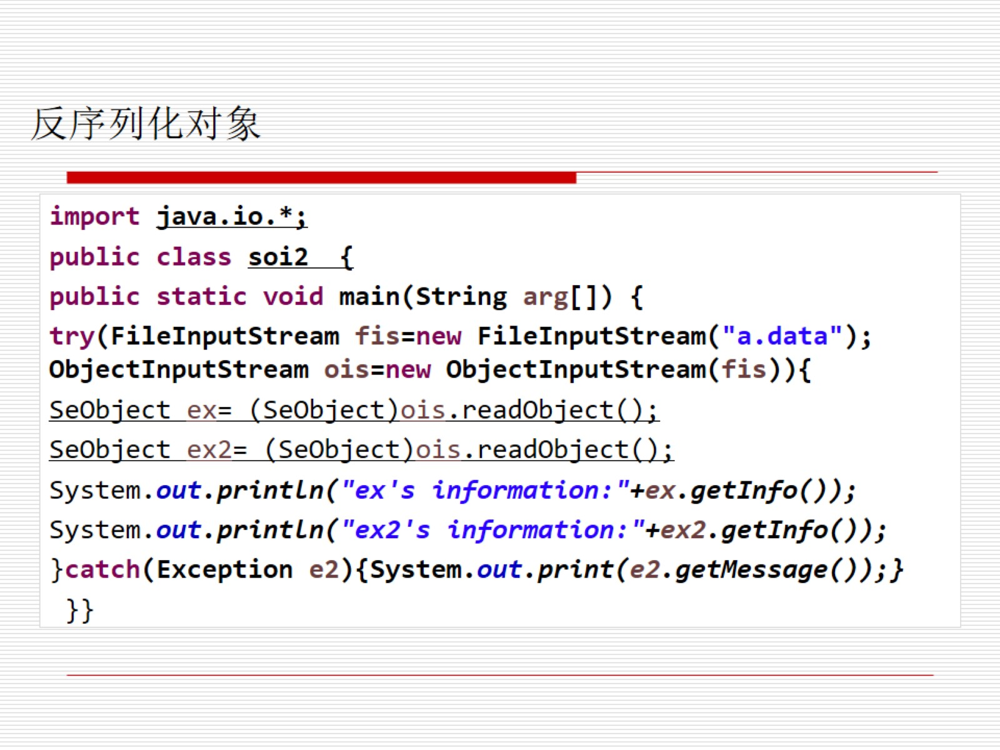 反序列化对象
import java.io.*;
public class soi2  {
public static void main(String arg[]) {
try(FileInputStream fis=new FileInputStream("a.data");
ObjectInputStream ois=new ObjectInputStream(fis)){
SeObject ex= (SeObject)ois.readObject();
SeObject ex2= (SeObject)ois.readObject();
System.out.println("ex's information:"+ex.getInfo());
System.out.println("ex2's information:"+ex2.getInfo());
}catch(Exception e2){System.out.print(e2.getMessage());}
}}